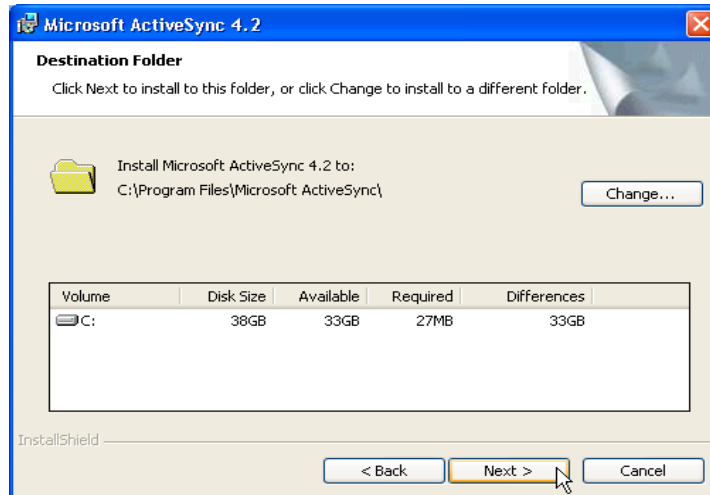 Microsoft ActiveSync 4.2
Destination Folder
Click Next to install to this folder, or click Change to install to a different folder.
Install Microsoft ActiveSync 4.2 to:
C:\Program Files\Microsoft ActiveSync\
Change...
Volume Disk Size Available Required Differences
C: 38GB 33GB 27MB 33GB
InstallShield
< Back Next > Cancel